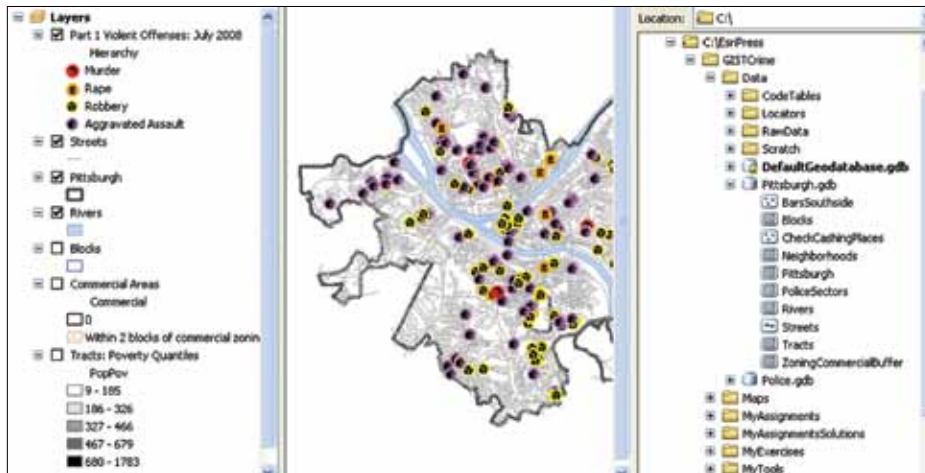 Layers
Part 1 Violent Offenses: July 2008
Hierarchy
Murder
Rape
Robbery
Aggravated Assault
Streets
Pittsburgh
Rivers
Blocks
Commercial Areas
Commercial
0
Within 2 blocks of commercial zonin
Tracts: Poverty Quantiles
PopPov
9 - 185
186 - 326
327 - 466
467 - 679
680 - 1783
Location: C:\
C:\EsriPress
GISTCrime
Data
CodeTables
Locators
RawData
Scratch
DefaultGeodatabase.gdb
Pittsburgh.gdb
BarsSouthside
Blocks
CheckCashingPlaces
Neighborhoods
Pittsburgh
PoliceSectors
Rivers
Streets
Tracts
ZoningCommercialBuffer
Police.gdb
Maps
MyAssignments
MyAssignmentsSolutions
MyExercises
MyTools